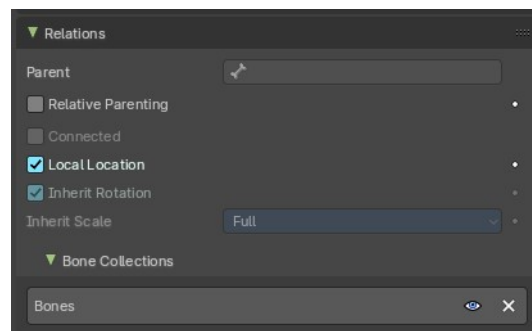 Relations
Parent
Relative Parenting
Connected
Local Location
Inherit Rotation
Inherit Scale Full
Bone Collections
Bones